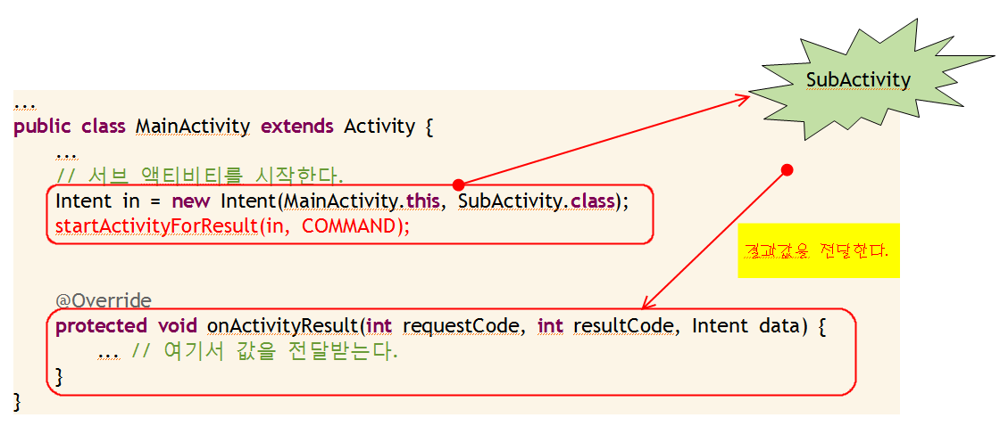 SubActivity
...
public class MainActivity extends Activity {
...
// 서브 액티비티를 시작한다.
Intent in = new Intent(MainActivity.this, SubActivity.class);
startActivityForResult(in, COMMAND);
결과값을 전달한다.
@Override
protected void onActivityResult(int requestCode, int resultCode, Intent data) {
... // 여기서 값을 전달받는다.
}
}